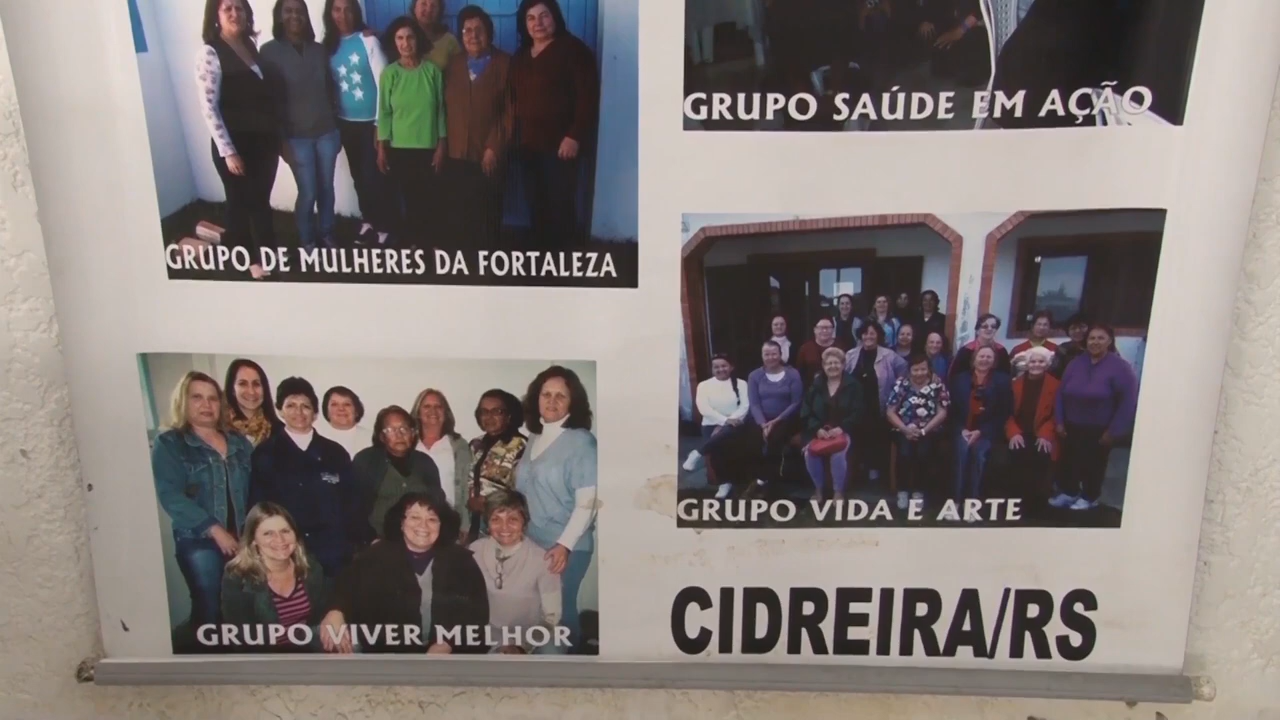 GRUPO SAÚDE EM AÇÃO
GRUPO DE MULHERES DA FORTALEZA
GRUPO VIDA E ARTE
GRUPO VIVER MELHOR
CIDREIRA/RS